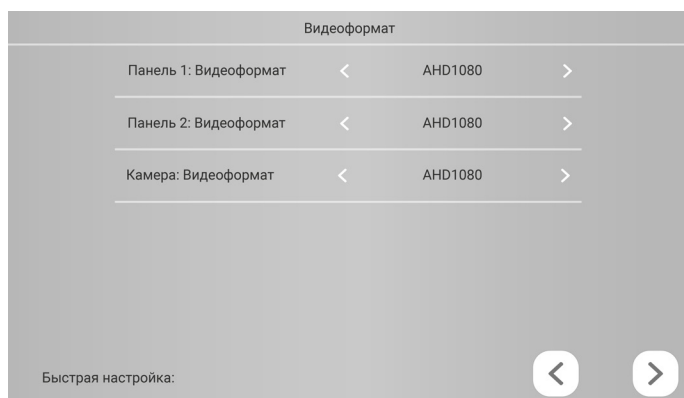 Видеоформат
Панель 1: Видеоформат < AHD1080 >
Панель 2: Видеоформат < AHD1080 >
Камера: Видеоформат < AHD1080 >
Быстрая настройка: < >